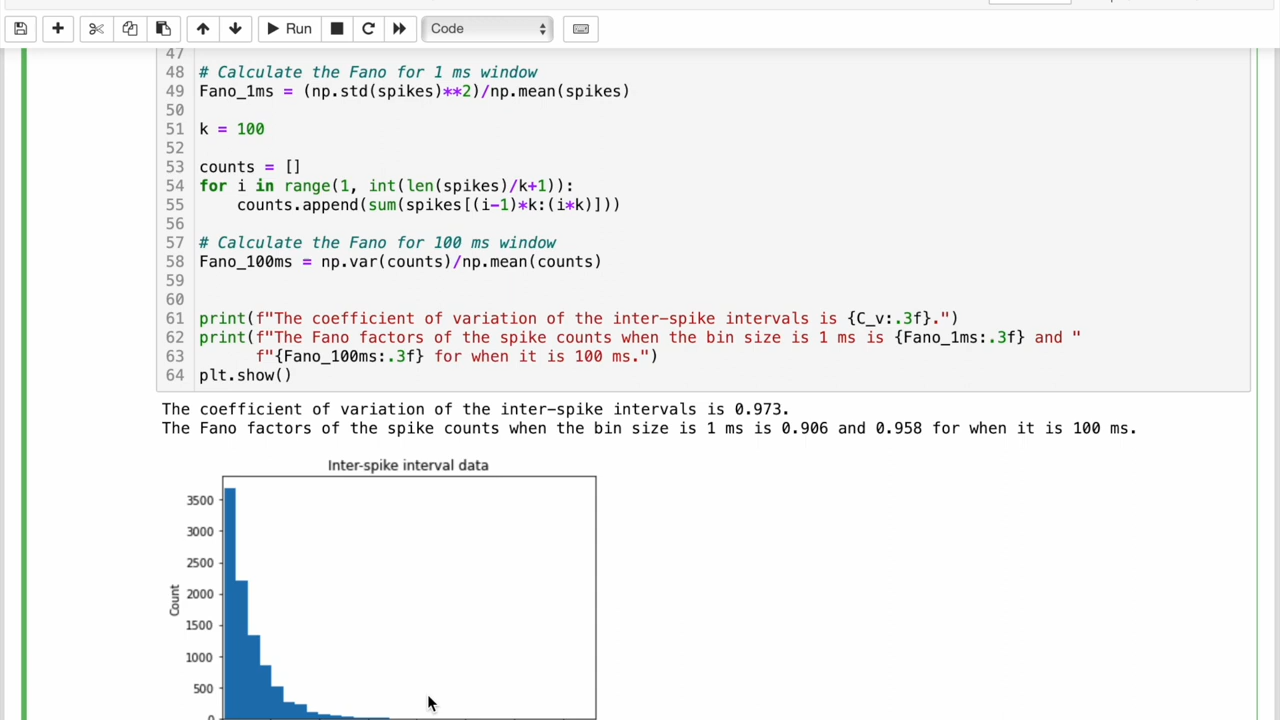 Run
Code
47
48 # Calculate the Fano for 1 ms window
49 Fano_1ms = (np.std(spikes)**2)/np.mean(spikes)
50
51 k = 100
52
53 counts = []
54 for i in range(1, int(len(spikes)/k+1)):
55     counts.append(sum(spikes[(i-1)*k:(i*k)]))
56
57 # Calculate the Fano for 100 ms window
58 Fano_100ms = np.var(counts)/np.mean(counts)
59
60
61 print(f"The coefficient of variation of the inter-spike intervals is {C_v:.3f}.")
62 print(f"The Fano factors of the spike counts when the bin size is 1 ms is {Fano_1ms:.3f} and "
63       f"{Fano_100ms:.3f} for when it is 100 ms.")
64 plt.show()
The coefficient of variation of the inter-spike intervals is 0.973.
The Fano factors of the spike counts when the bin size is 1 ms is 0.906 and 0.958 for when it is 100 ms.
Inter-spike interval data
3500
3000
2500
2000
Count
1500
1000
500
0